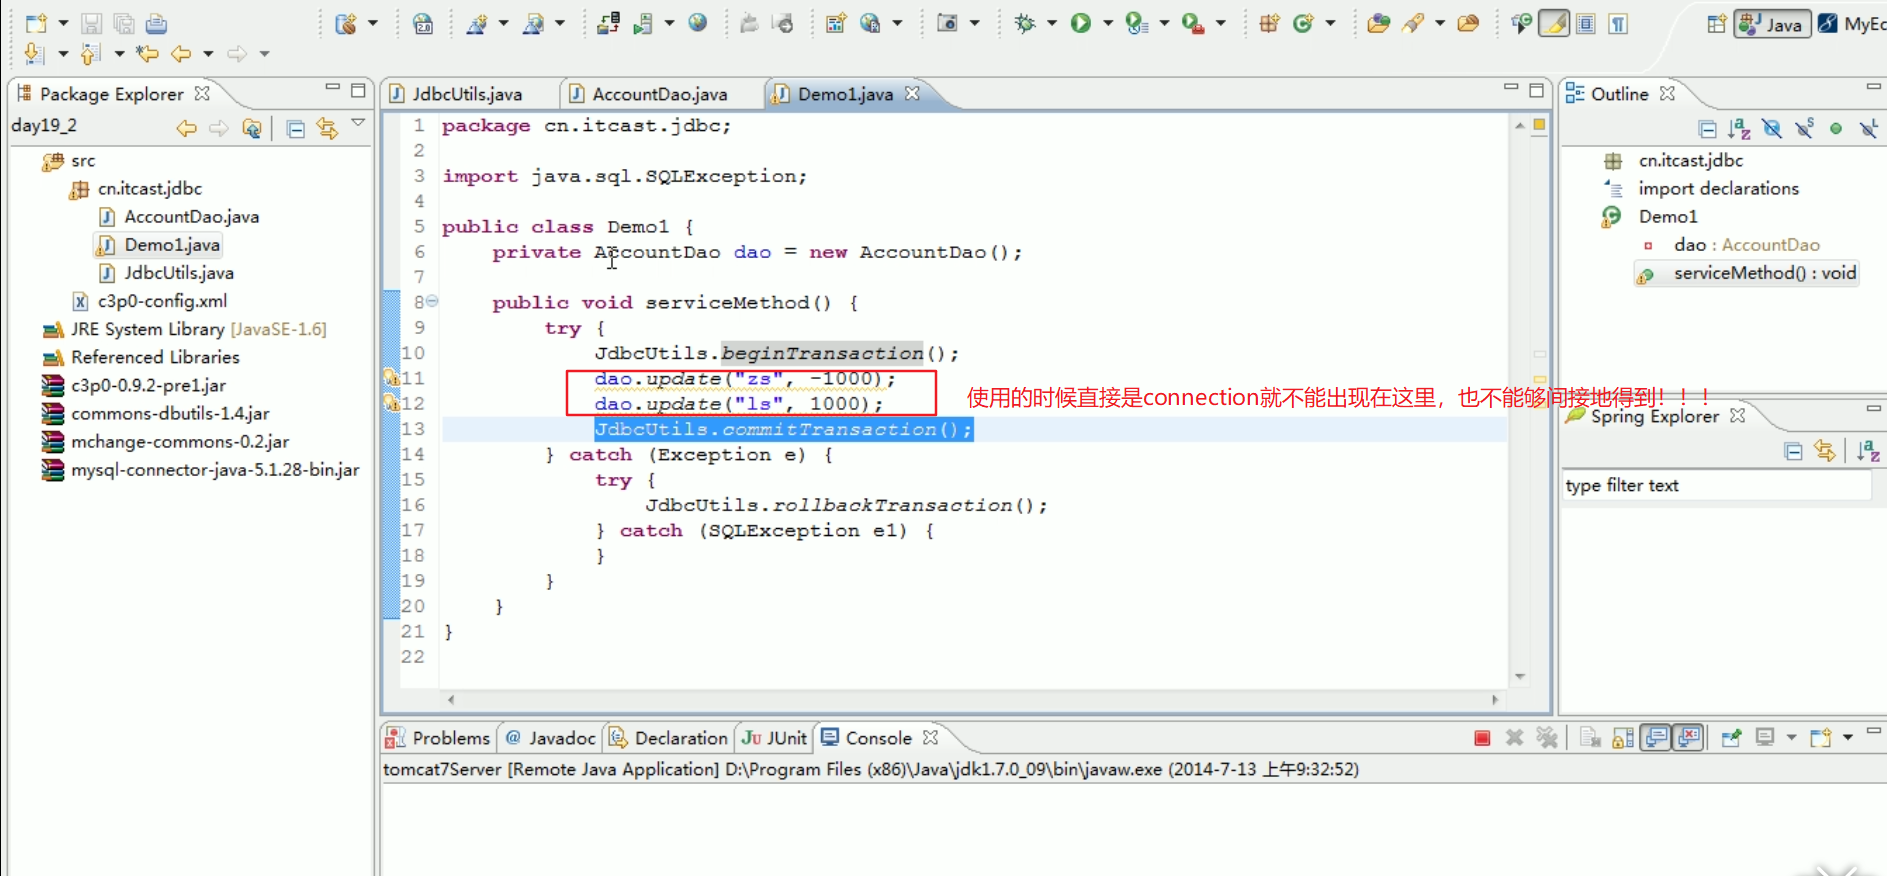 Java
MyEc
Package Explorer
day19_2
src
cn.itcast.jdbc
AccountDao.java
Demo1.java
JdbcUtils.java
c3p0-config.xml
JRE System Library [JavaSE-1.6]
Referenced Libraries
c3p0-0.9.2-pre1.jar
commons-dbutils-1.4.jar
mchange-commons-0.2.jar
mysql-connector-java-5.1.28-bin.jar
JdbcUtils.java
AccountDao.java
Demo1.java
1 package cn.itcast.jdbc;
2
3 import java.sql.SQLException;
4
5 public class Demo1 {
6 private AccountDao dao = new AccountDao();
7
8 public void serviceMethod() {
9 try {
10 JdbcUtils.beginTransaction();
11 dao.update("zs", -1000);
12 dao.update("ls", 1000);
13 JdbcUtils.commitTransaction();
14 } catch (Exception e) {
15 try {
16 JdbcUtils.rollbackTransaction();
17 } catch (SQLException e1) {
18 }
19 }
20 }
21 }
22
使用的时候直接是connection就不能出现在这里，也不能够间接地得到！！！
Outline
cn.itcast.jdbc
import declarations
Demo1
dao : AccountDao
serviceMethod() : void
Spring Explorer
type filter text
Problems
@ Javadoc
Declaration
JUnit
Console
tomcat7Server [Remote Java Application] D:\Program Files (x86)\Java\jdk1.7.0_09\bin\javaw.exe (2014-7-13 上午9:32:52)